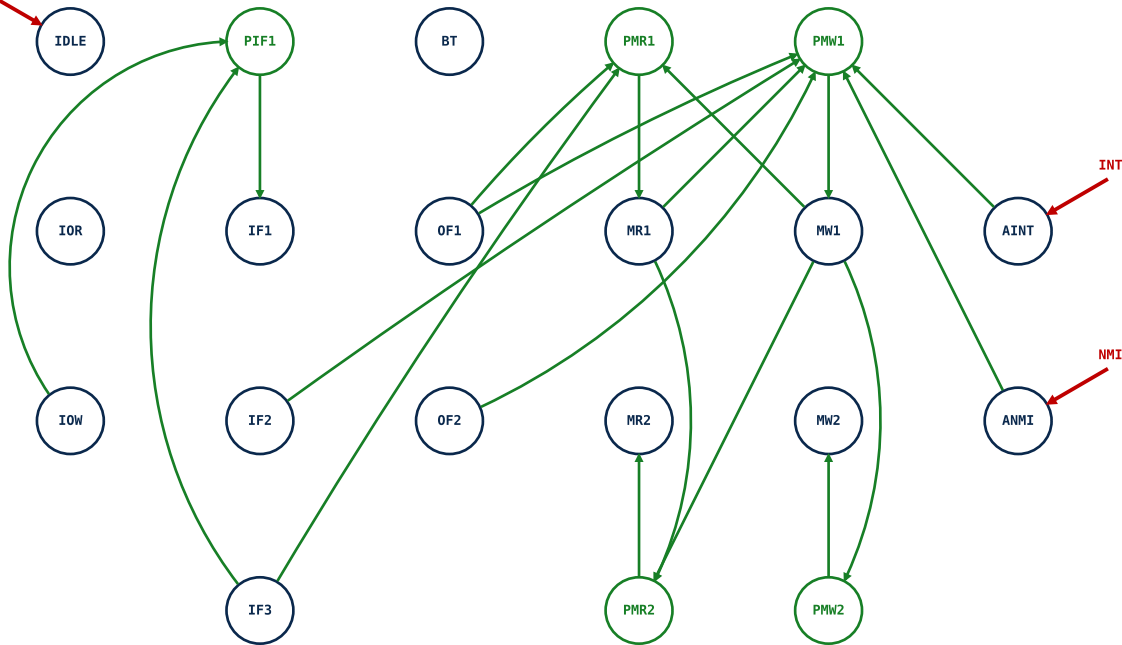 IDLE
PIF1
BT
PMR1
PMW1
INT
IOR
IF1
OF1
MR1
MW1
AINT
NMI
IOW
IF2
OF2
MR2
MW2
ANMI
IF3
PMR2
PMW2